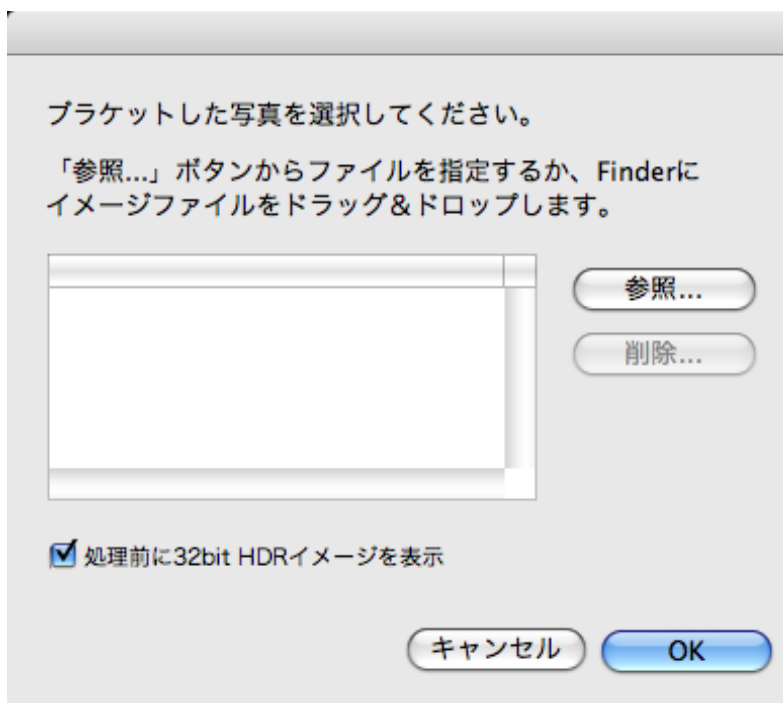 ブラケットした写真を選択してください。
「参照...」ボタンからファイルを指定するか、Finderに
イメージファイルをドラッグ&ドロップします。
参照...
削除...
処理前に32bit HDRイメージを表示
キャンセル
OK